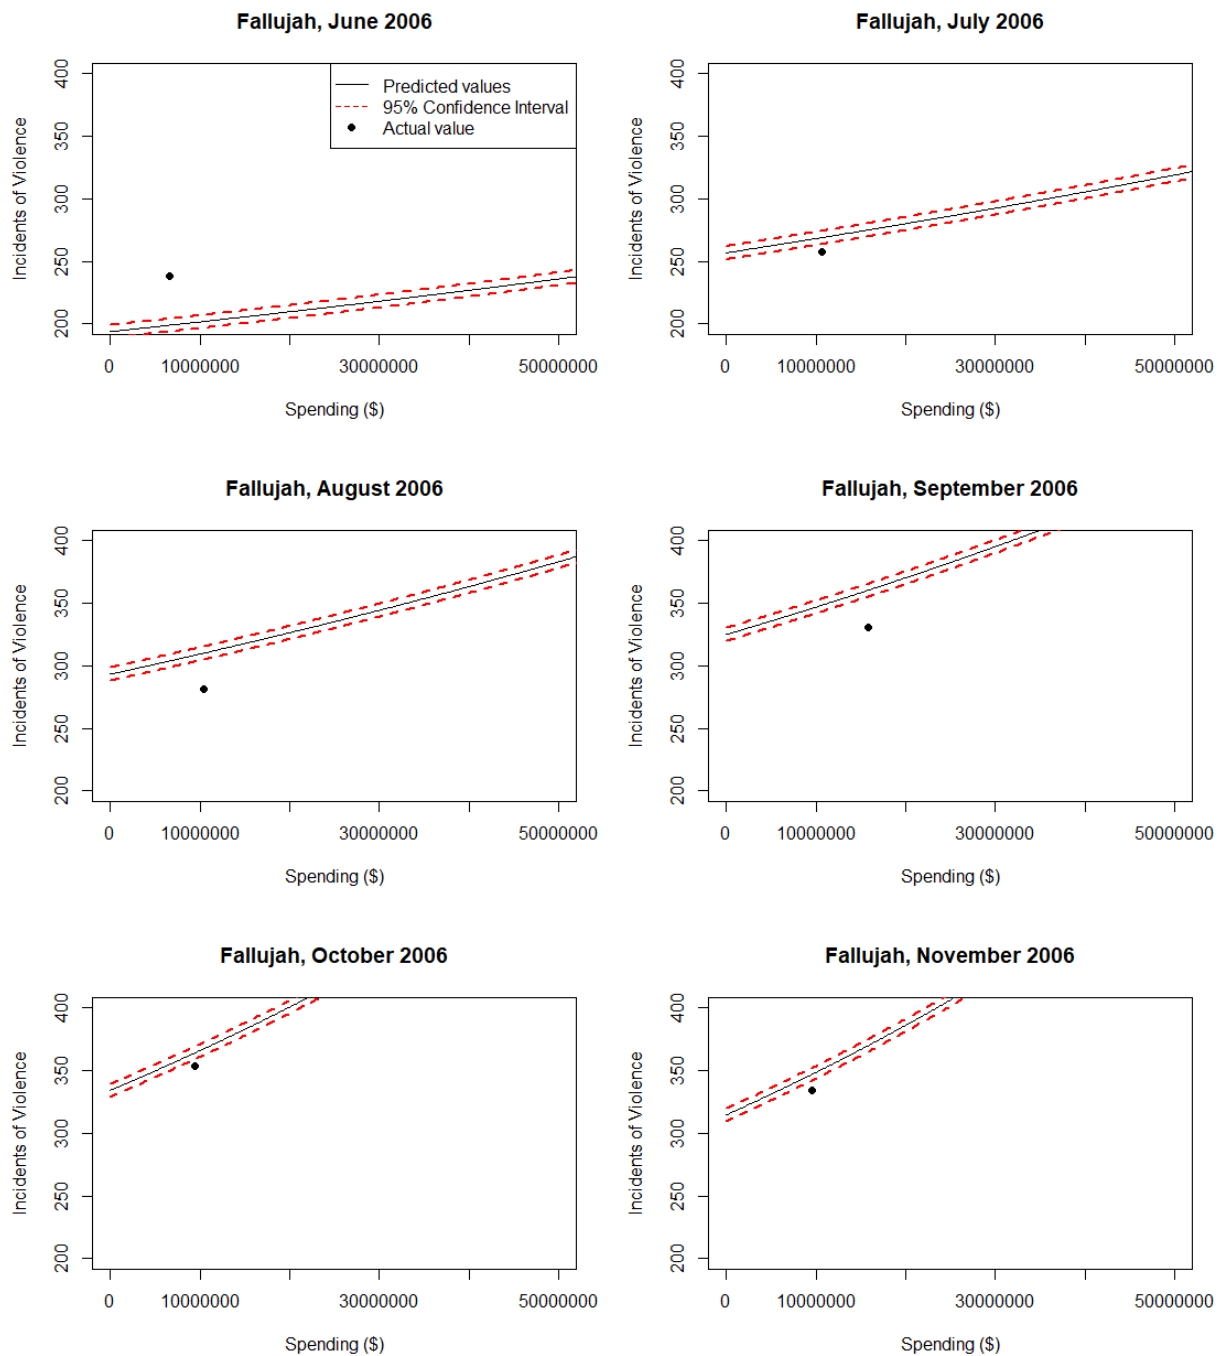 Fallujah, June 2006
Incidents of Violence
400
350
300
250
200
Predicted values
95% Confidence Interval
Actual value
0 10000000 30000000 50000000
Spending ($)
Fallujah, July 2006
Incidents of Violence
400
350
300
250
200
0 10000000 30000000 50000000
Spending ($)
Fallujah, August 2006
Incidents of Violence
400
350
300
250
200
0 10000000 30000000 50000000
Spending ($)
Fallujah, September 2006
Incidents of Violence
400
350
300
250
200
0 10000000 30000000 50000000
Spending ($)
Fallujah, October 2006
Incidents of Violence
400
350
300
250
200
0 10000000 30000000 50000000
Spending ($)
Fallujah, November 2006
Incidents of Violence
400
350
300
250
200
0 10000000 30000000 50000000
Spending ($)